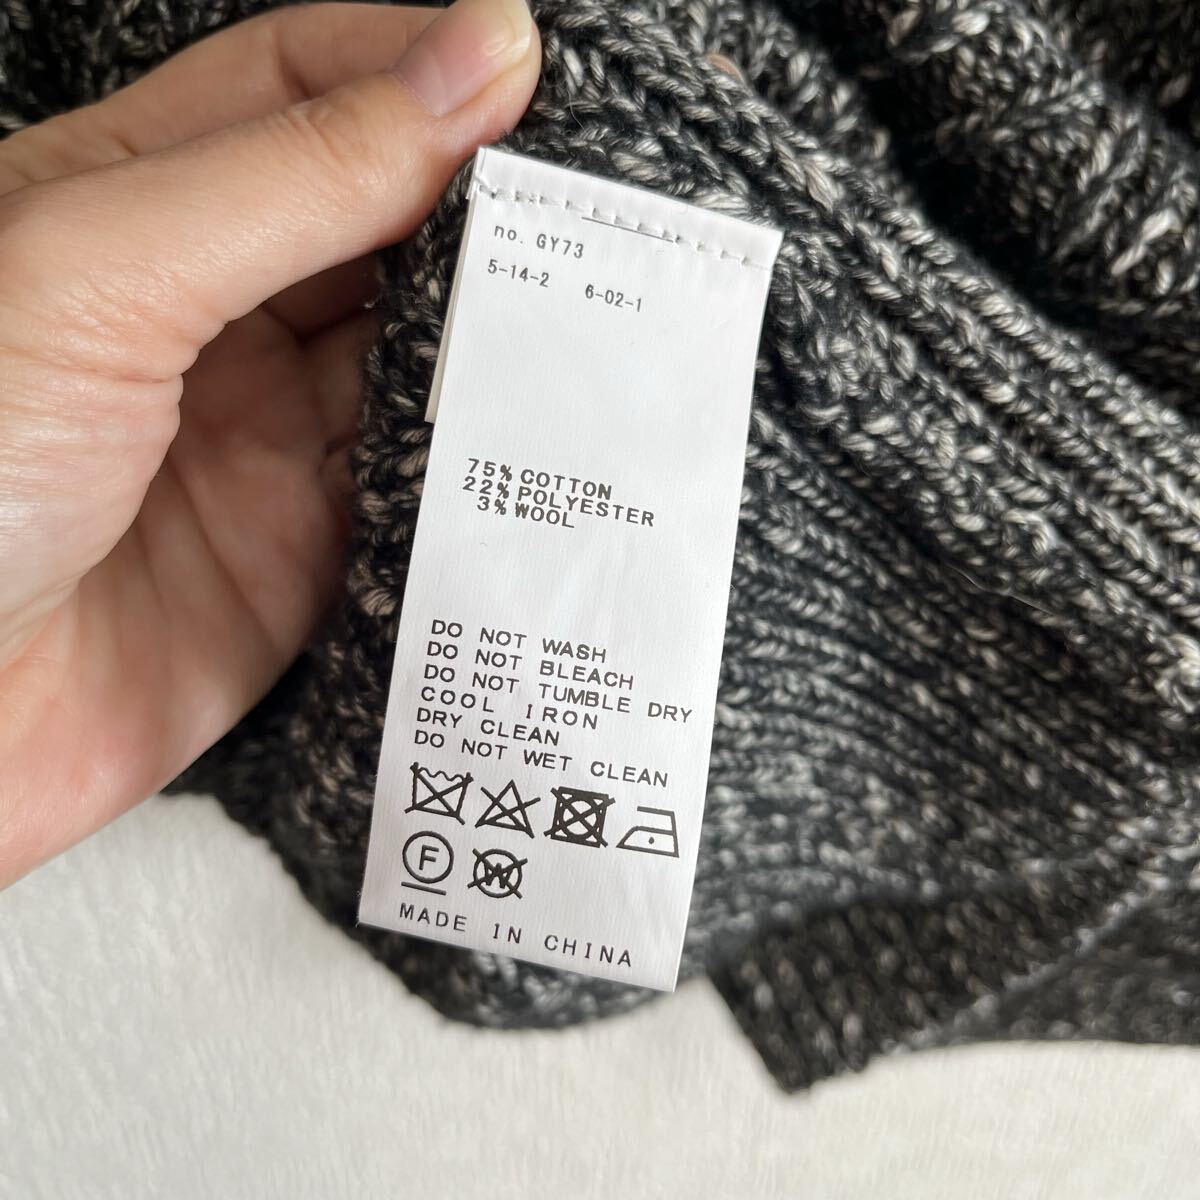 no. GY73
5-14-2 6-02-1
75% COTTON
22% POLYESTER
3% WOOL
DO NOT WASH
DO NOT BLEACH
DO NOT TUMBLE DRY
COOL IRON
DRY CLEAN
DO NOT WET CLEAN
F W
MADE IN CHINA